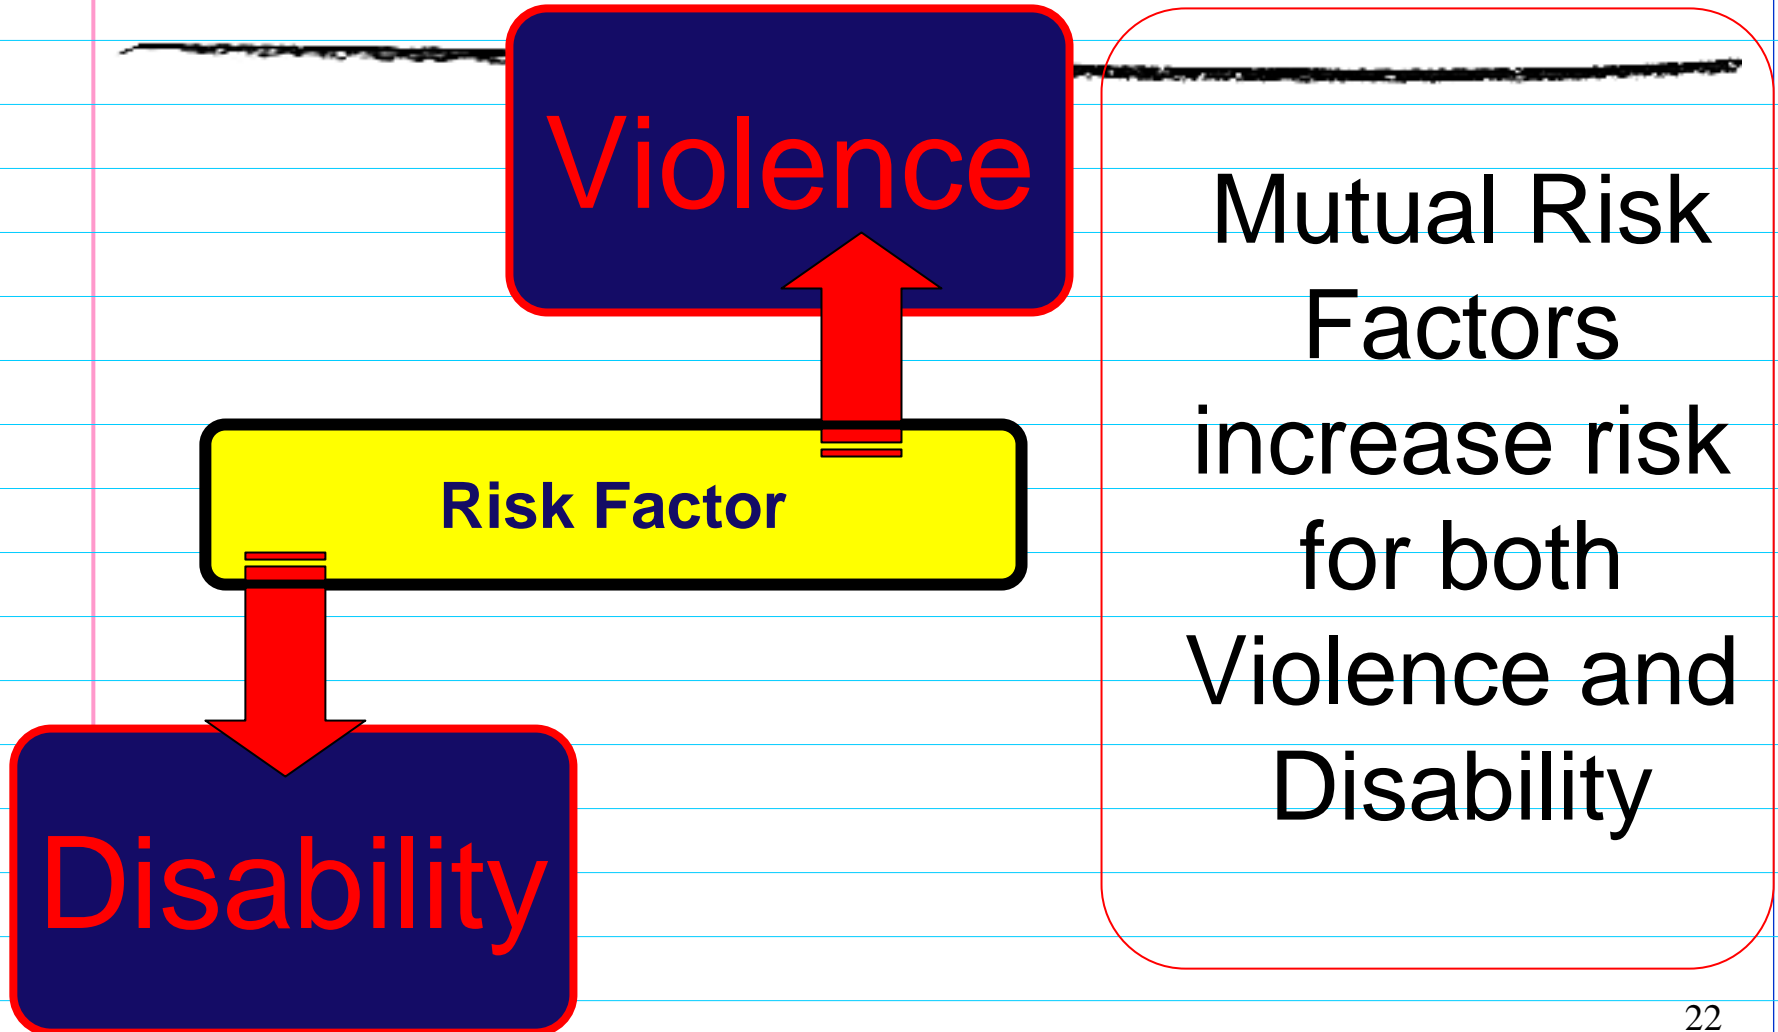 Violence
Risk Factor
Disability
Mutual Risk
Factors
increase risk
for both
Violence and
Disability
22